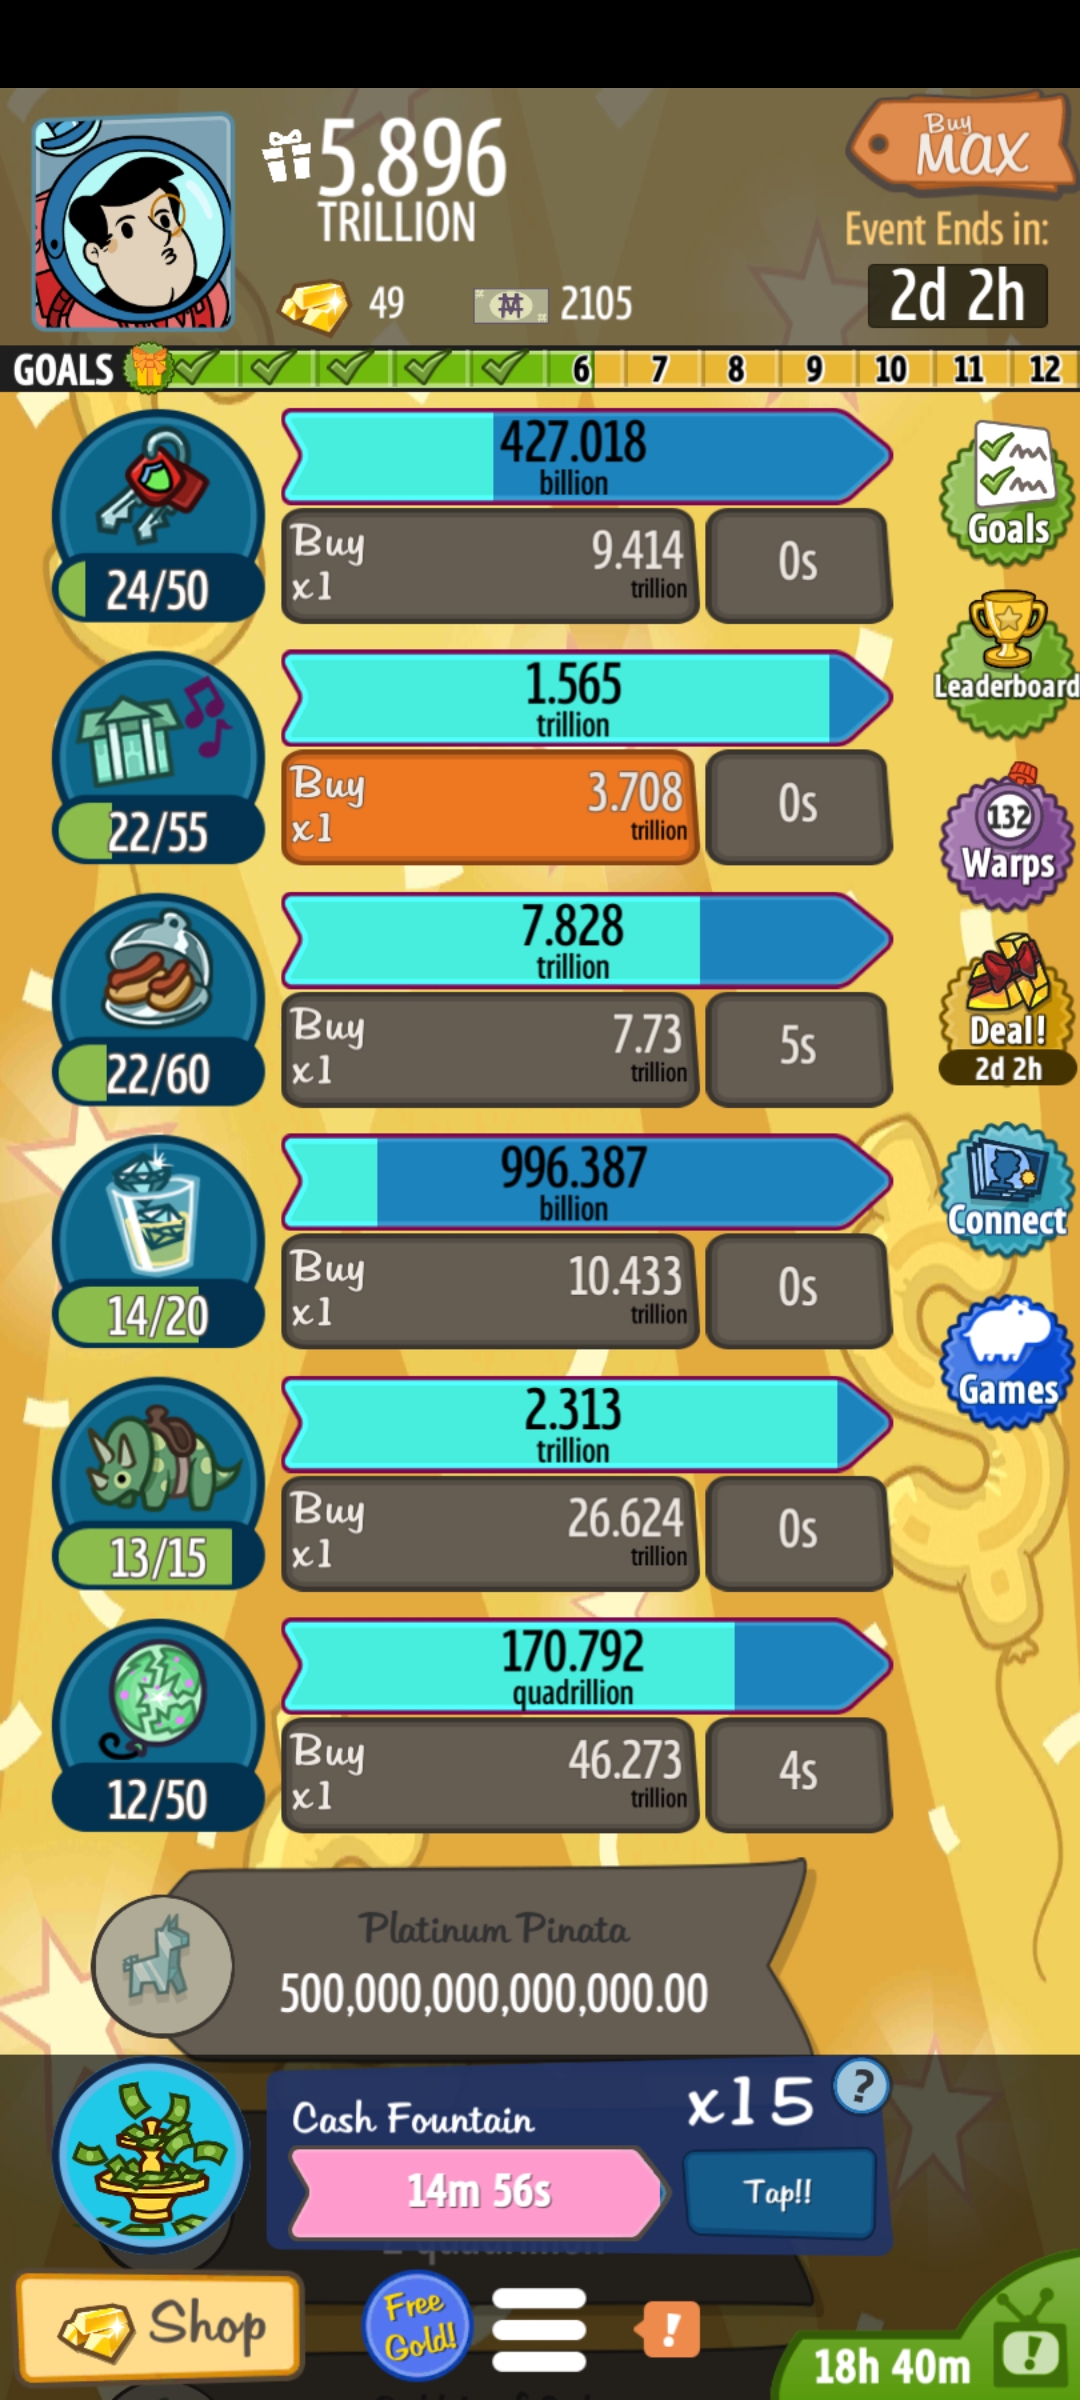 5.896
TRILLION
Buy
MAX
Event Ends in:
2d 2h
49
2105
GOALS
6 7 8 9 10 11 12
427.018
billion
Buy
x1
9.414
trillion
0s
24/50
Goals
1.565
trillion
Buy
x1
3.708
trillion
0s
22/55
Leaderboard
132
Warps
7.828
trillion
Buy
x1
7.73
trillion
5s
22/60
Deal!
2d 2h
996.387
billion
Buy
x1
10.433
trillion
0s
14/20
Connect
Games
2.313
trillion
Buy
x1
26.624
trillion
0s
13/15
170.792
quadrillion
Buy
x1
46.273
trillion
4s
12/50
Platinum Pinata
500,000,000,000,000.00
Cash Fountain
x15
?
14m 56s
Tap!!
Shop
Free
Gold!
!
18h 40m
!